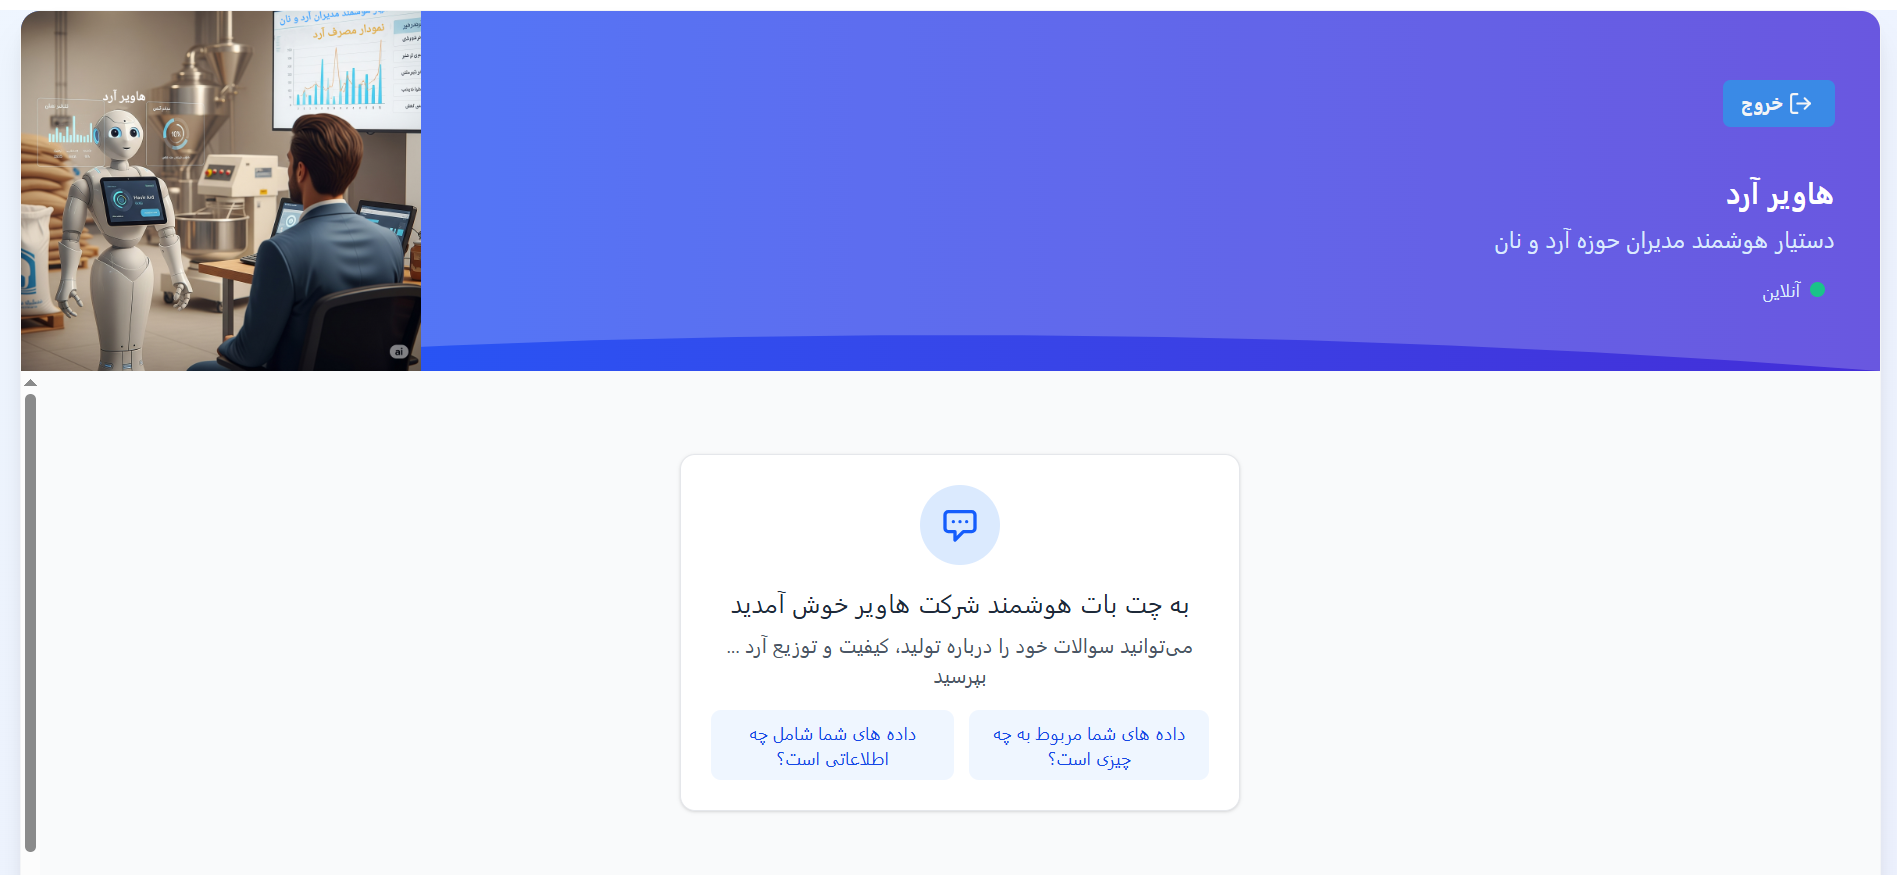 خروج
هاویر آرد
دستیار هوشمند مدیران حوزه آرد و نان
آنلاین
نمودار مصرف آرد
هاویر آرد
ai
به چت بات هوشمند شرکت هاویر خوش آمدید
می‌توانید سوالات خود را درباره تولید، کیفیت و توزیع آرد ...
بپرسید
داده های شما مربوط به چه
چیزی است؟
داده های شما شامل چه
اطلاعاتی است؟